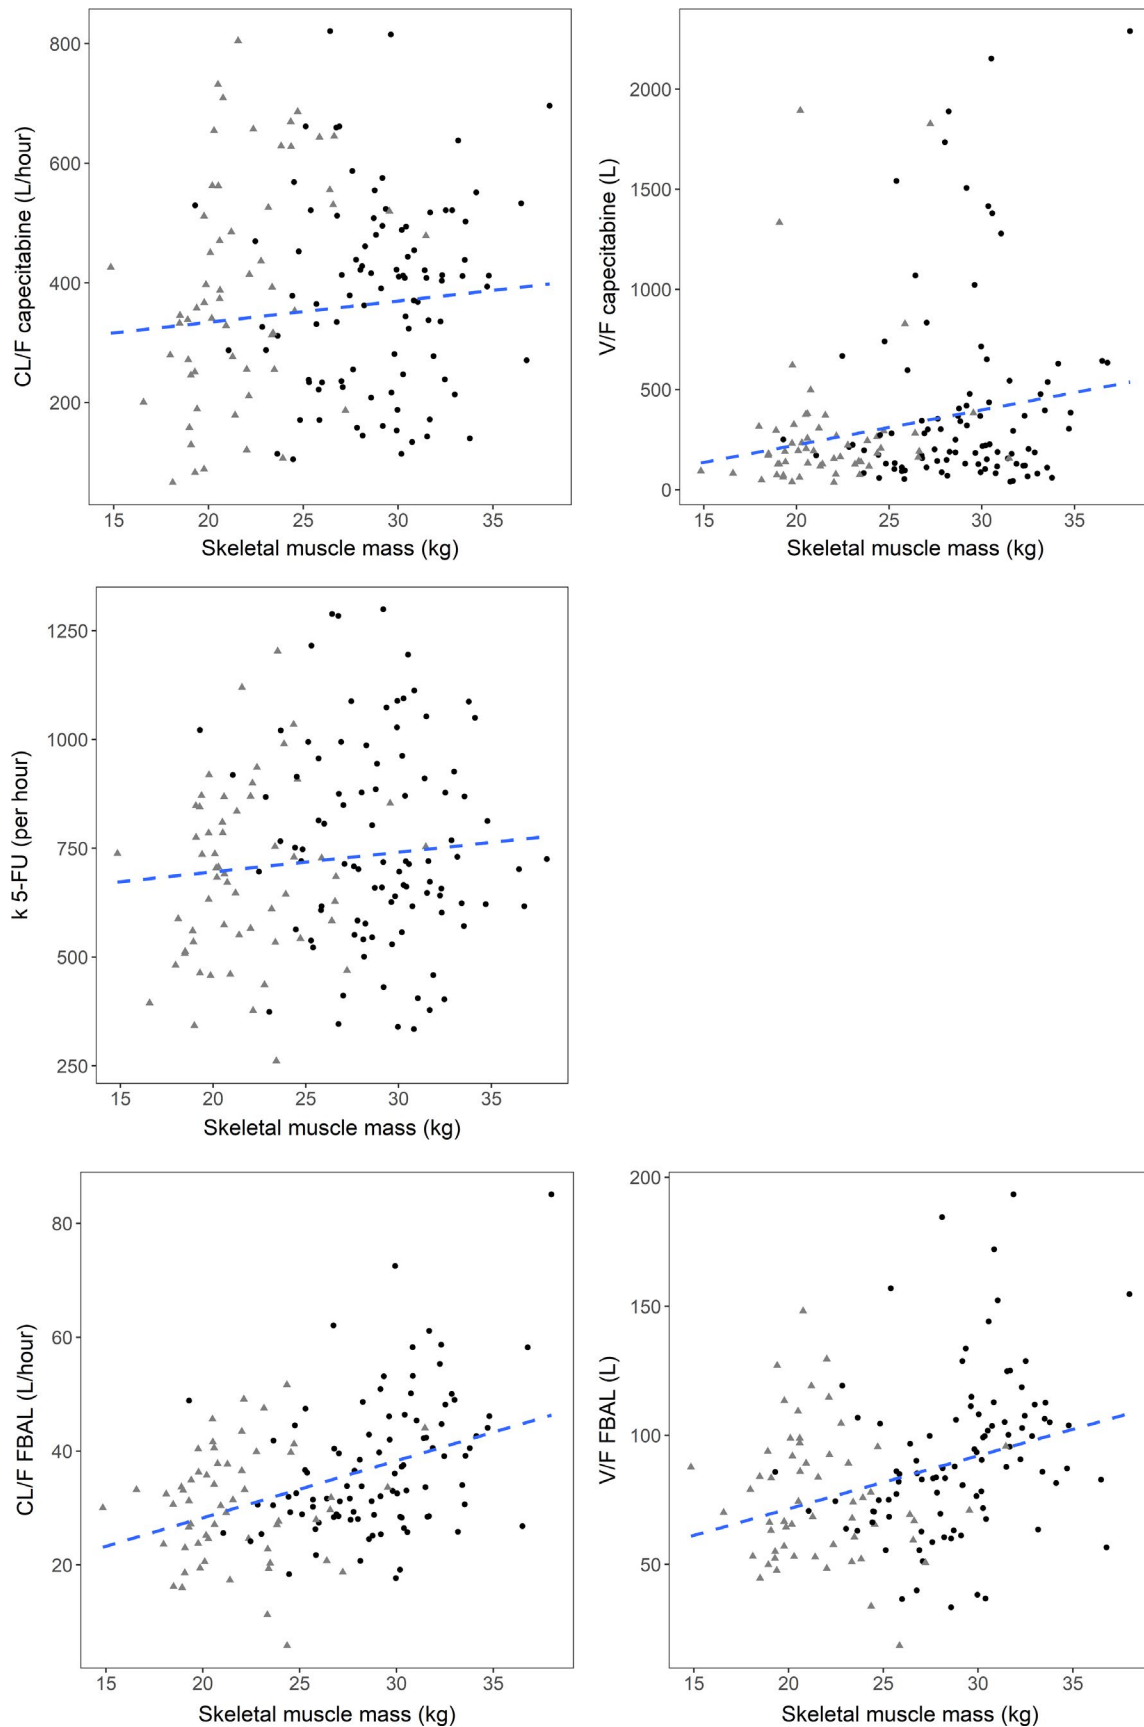 CL/F capecitabine (L/hour)
800
600
400
200
15 20 25 30 35
Skeletal muscle mass (kg)
V/F capecitabine (L)
2000
1500
1000
500
0
15 20 25 30 35
Skeletal muscle mass (kg)
k 5-FU (per hour)
1250
1000
750
500
250
15 20 25 30 35
Skeletal muscle mass (kg)
CL/F FBAL (L/hour)
80
60
40
20
15 20 25 30 35
Skeletal muscle mass (kg)
V/F FBAL (L)
200
150
100
50
15 20 25 30 35
Skeletal muscle mass (kg)